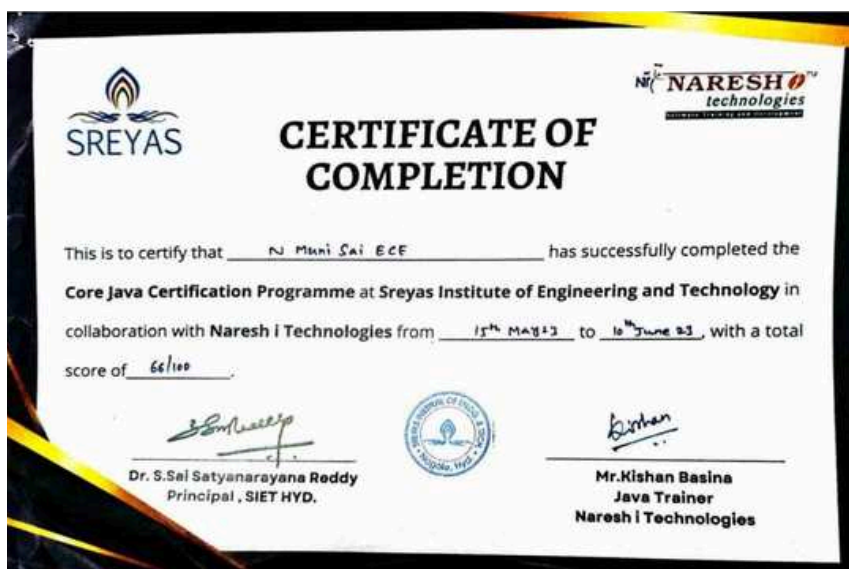 SREYAS
NARESH i
technologies
CERTIFICATE OF
COMPLETION
This is to certify that N Muni Sai ECE has successfully completed the
Core Java Certification Programme at Sreyas Institute of Engineering and Technology in
collaboration with Naresh i Technologies from 15th MAY23 to 10th June 23, with a total
score of 66/100.
Dr. S.Sai Satyanarayana Reddy
Principal , SIET HYD.
Mr.Kishan Basina
Java Trainer
Naresh i Technologies